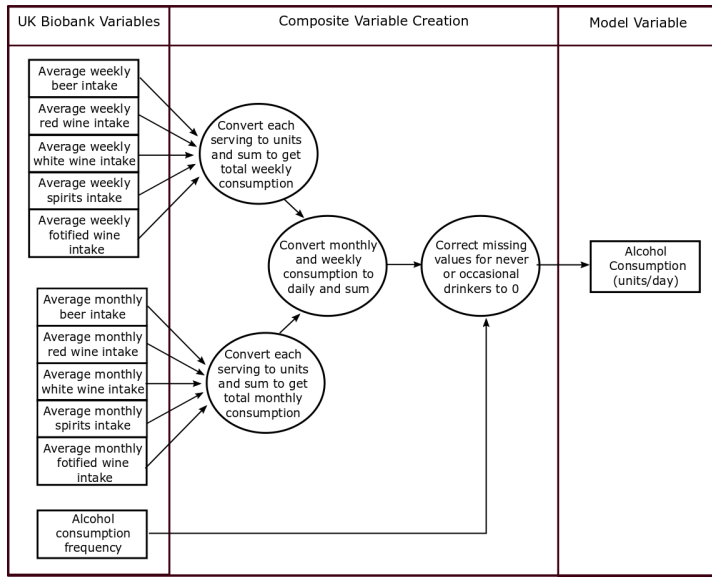 UK Biobank Variables
Composite Variable Creation
Model Variable
Average weekly
beer intake
Average weekly
red wine intake
Average weekly
white wine intake
Average weekly
spirits intake
Average weekly
fotified wine
intake
Convert each
serving to units
and sum to get
total weekly
consumption
Convert monthly
and weekly
consumption to
daily and sum
Correct missing
values for never
or occasional
drinkers to 0
Alcohol
Consumption
(units/day)
Average monthly
beer intake
Average monthly
red wine intake
Average monthly
white wine intake
Average monthly
spirits intake
Average monthly
fotified wine
intake
Convert each
serving to units
and sum to get
total monthly
consumption
Alcohol
consumption
frequency